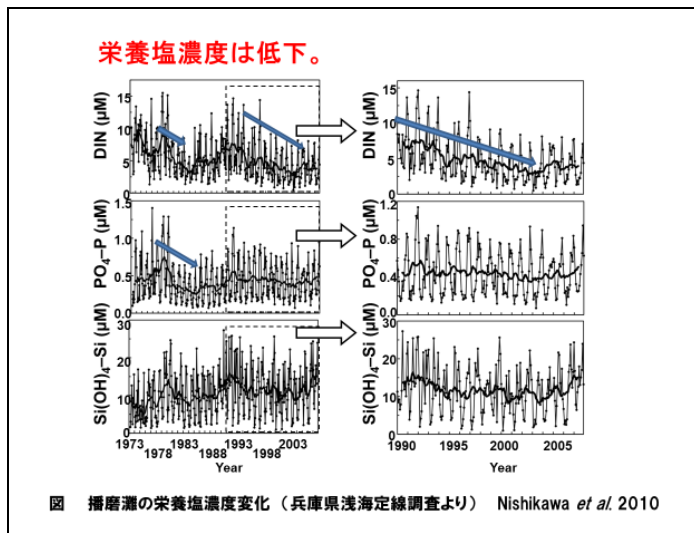 栄養塩濃度は低下。
DIN (μM)
15
10
5
0
DIN (μM)
15
10
5
0
PO₄–P (μM)
1.5
1.0
0.5
0.0
PO₄–P (μM)
1.2
0.8
0.4
0.0
Si(OH)₄–Si (μM)
30
20
10
0
Si(OH)₄–Si (μM)
30
20
10
0
1973 1978 1983 1988 1993 1998 2003
Year
1990 1995 2000 2005
Year
図 播磨灘の栄養塩濃度変化 （兵庫県浅海定線調査より） Nishikawa et al. 2010